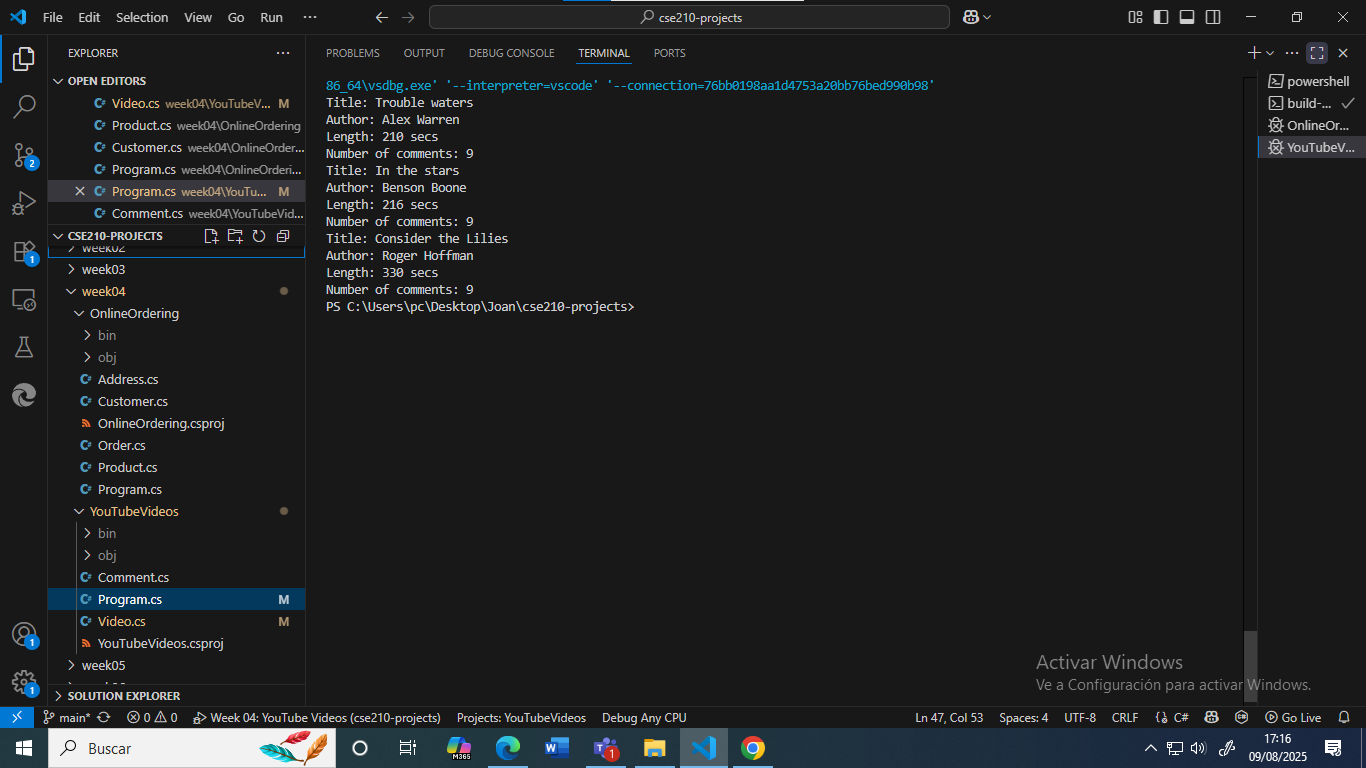 File Edit Selection View Go Run ··· cse210-projects
EXPLORER ···
OPEN EDITORS
Video.cs week04\YouTubeV... M
Product.cs week04\OnlineOrdering
Customer.cs week04\OnlineOrder...
Program.cs week04\OnlineOrderi...
Program.cs week04\YouTu... M
Comment.cs week04\YouTubeVid...
CSE210-PROJECTS
week02
week03
week04
OnlineOrdering
bin
obj
Address.cs
Customer.cs
OnlineOrdering.csproj
Order.cs
Product.cs
Program.cs
YouTubeVideos
bin
obj
Comment.cs
Program.cs M
Video.cs M
YouTubeVideos.csproj
week05
SOLUTION EXPLORER
2
1
1
1
PROBLEMS OUTPUT DEBUG CONSOLE TERMINAL PORTS
86_64\vsdbg.exe' '--interpreter=vscode' '--connection=76bb0198aa1d4753a20bb76bed990b98'
Title: Trouble waters
Author: Alex Warren
Length: 210 secs
Number of comments: 9
Title: In the stars
Author: Benson Boone
Length: 216 secs
Number of comments: 9
Title: Consider the Lilies
Author: Roger Hoffman
Length: 330 secs
Number of comments: 9
PS C:\Users\pc\Desktop\Joan\cse210-projects>
powershell
build-...
OnlineOr...
YouTubeV...
Activar Windows
Ve a Configuración para activar Windows.
main* 0 0 Week 04: YouTube Videos (cse210-projects) Projects: YouTubeVideos Debug Any CPU Ln 47, Col 53 Spaces: 4 UTF-8 CRLF {} C# Go Live
Buscar M365 1 17:16
09/08/2025